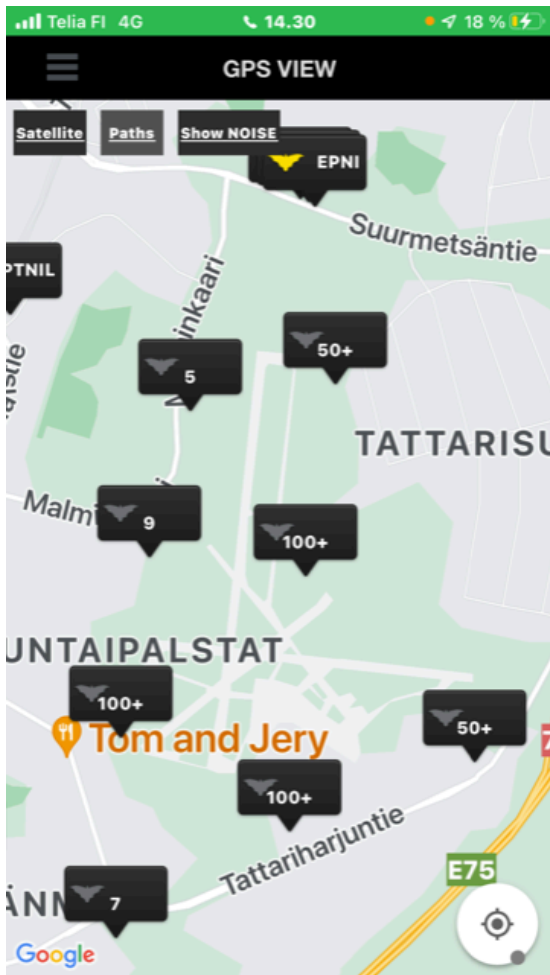 Telia FI 4G 14.30 18 %
GPS VIEW
Satellite Paths Show NOISE
EPNI
Suurmetsäntie
PTNIL
inkaari
50+
5
TATTARISU
Malm
9
100+
UNTAIPALSTAT
100+
Tom and Jery
50+
100+
Tattariharjuntie
E75
7
Google